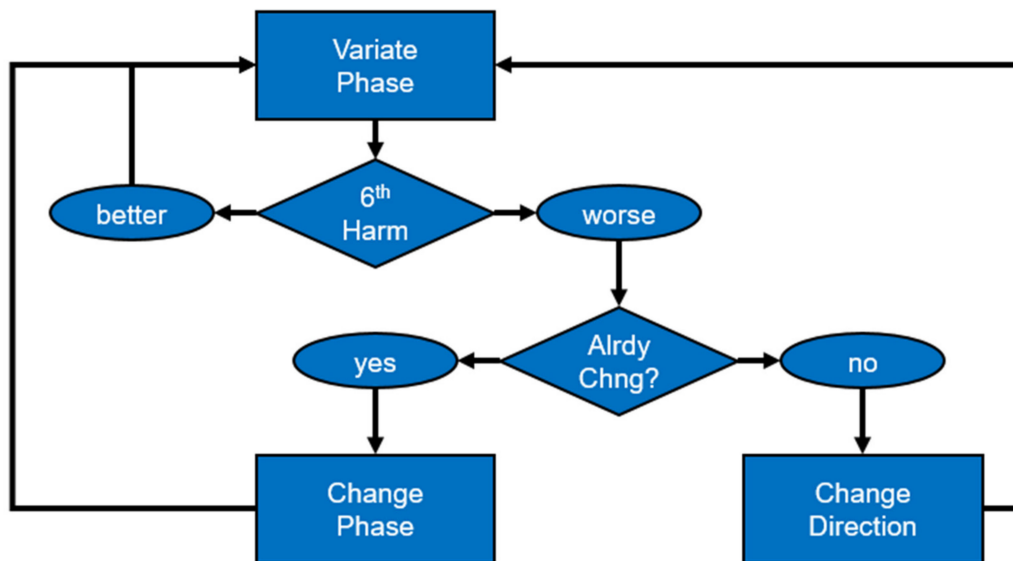 Variate
Phase
6th
Harm
better
worse
Alrdy
Chng?
yes
no
Change
Phase
Change
Direction